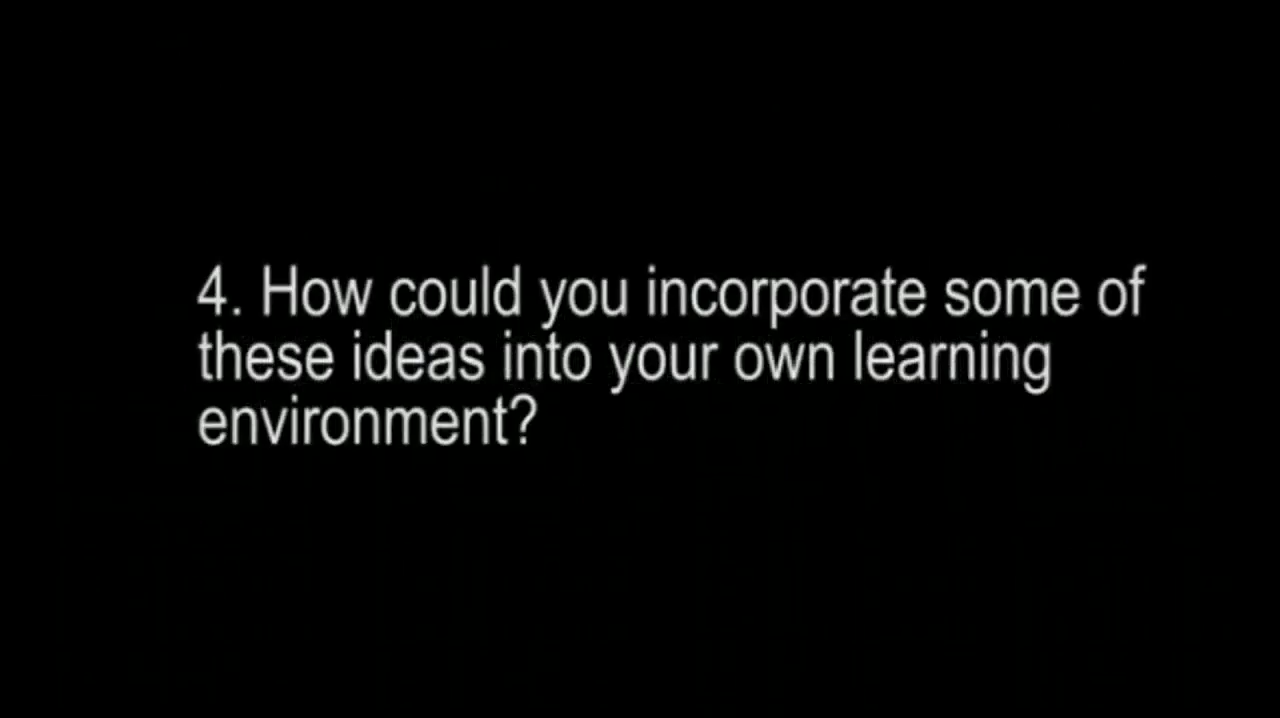 4. How could you incorporate some of
these ideas into your own learning
environment?